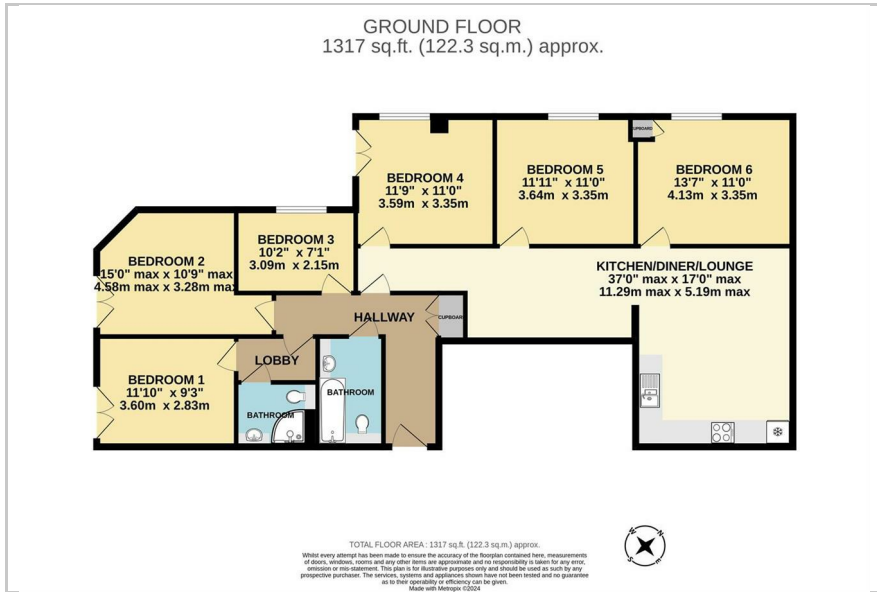 GROUND FLOOR
1317 sq.ft. (122.3 sq.m.) approx.
CUPBOARD
BEDROOM 4
11'9" x 11'0"
3.59m x 3.35m
BEDROOM 5
11'11" x 11'0"
3.64m x 3.35m
BEDROOM 6
13'7" x 11'0"
4.13m x 3.35m
BEDROOM 3
10'2" x 7'1"
3.09m x 2.15m
BEDROOM 2
15'0" max x 10'9" max
4.58m max x 3.28m max
KITCHEN/DINER/LOUNGE
37'0" max x 17'0" max
11.29m max x 5.19m max
HALLWAY
CUPBOARD
LOBBY
BEDROOM 1
11'10" x 9'3"
3.60m x 2.83m
BATHROOM
BATHROOM
N
E
S
W
TOTAL FLOOR AREA : 1317 sq.ft. (122.3 sq.m.) approx.
Whilst every attempt has been made to ensure the accuracy of the floorplan contained here, measurements
of doors, windows, rooms and any other items are approximate and no responsibility is taken for any error,
omission or mis-statement. This plan is for illustrative purposes only and should be used as such by any
prospective purchaser. The services, systems and appliances shown have not been tested and no guarantee
as to their operability or efficiency can be given.
Made with Metropix ©2024